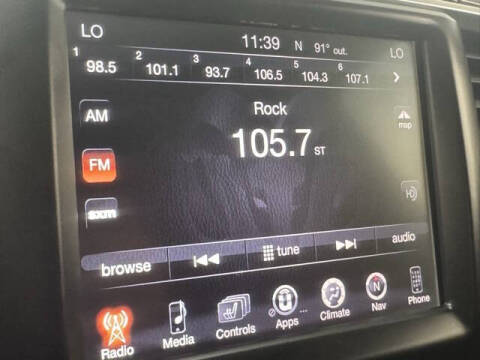 LO 11:39 N 91° out. LO
1 98.5 2 101.1 3 93.7 4 106.5 5 104.3 6 107.1
AM Rock map
105.7 ST
FM
sxm HD
browse tune audio
Radio Media Controls Apps Climate Nav Phone
N